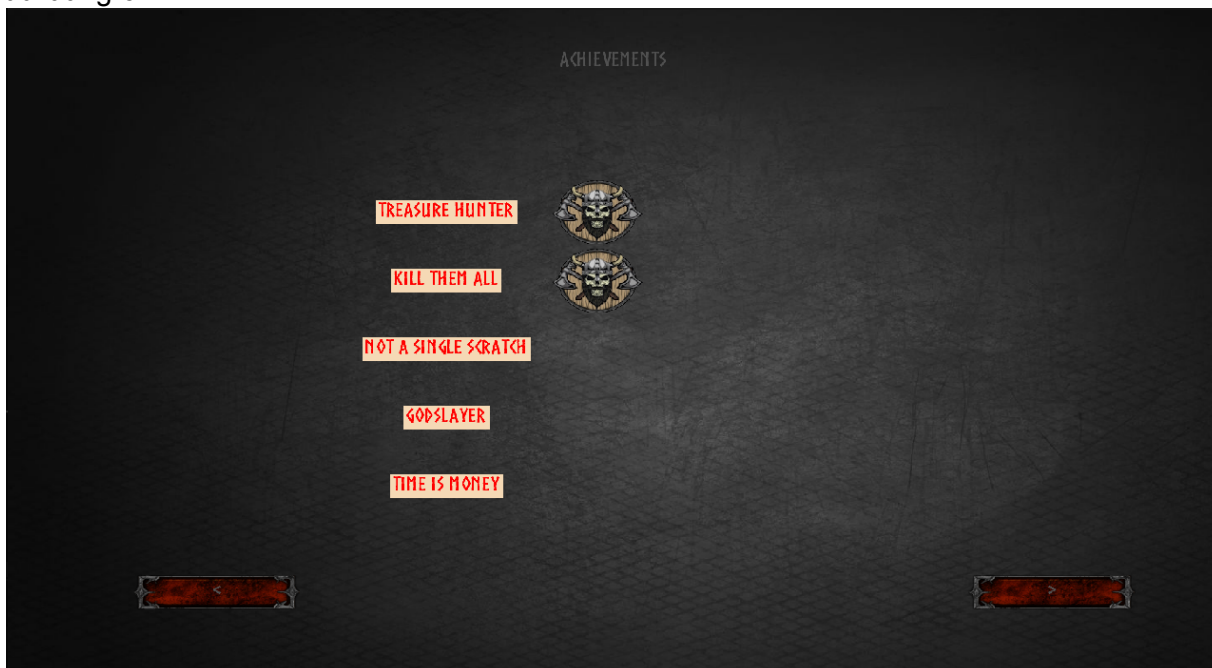 ACHIEVEMENTS
TREASURE HUNTER
KILL THEM ALL
NOT A SINGLE SCRATCH
GODSLAYER
TIME IS MONEY
< >